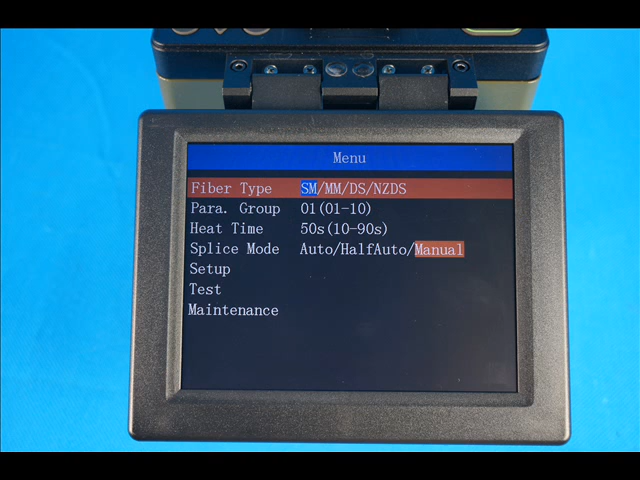 Menu
Fiber Type SM/MM/DS/NZDS
Para. Group 01(01-10)
Heat Time 50s(10-90s)
Splice Mode Auto/HalfAuto/Manual
Setup
Test
Maintenance